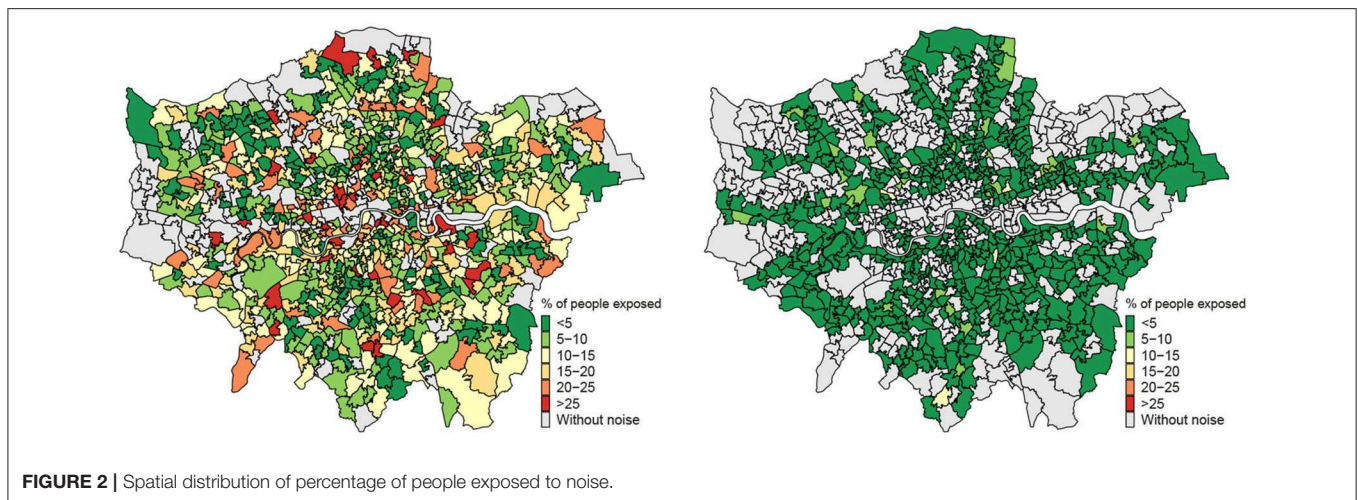 % of people exposed
<5
5–10
10–15
15–20
20–25
>25
Without noise
% of people exposed
<5
5–10
10–15
15–20
20–25
>25
Without noise
FIGURE 2 | Spatial distribution of percentage of people exposed to noise.